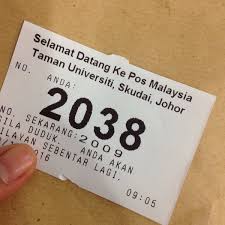 Selamat Datang Ke Pos Malaysia
Taman Universiti, Skudai, Johor
NO. ANDA:
2038
NO. SEKARANG: 2009
SILA DUDUK. ANDA AKAN
DILAYAN SEBENTAR LAGI.
2016 09:05